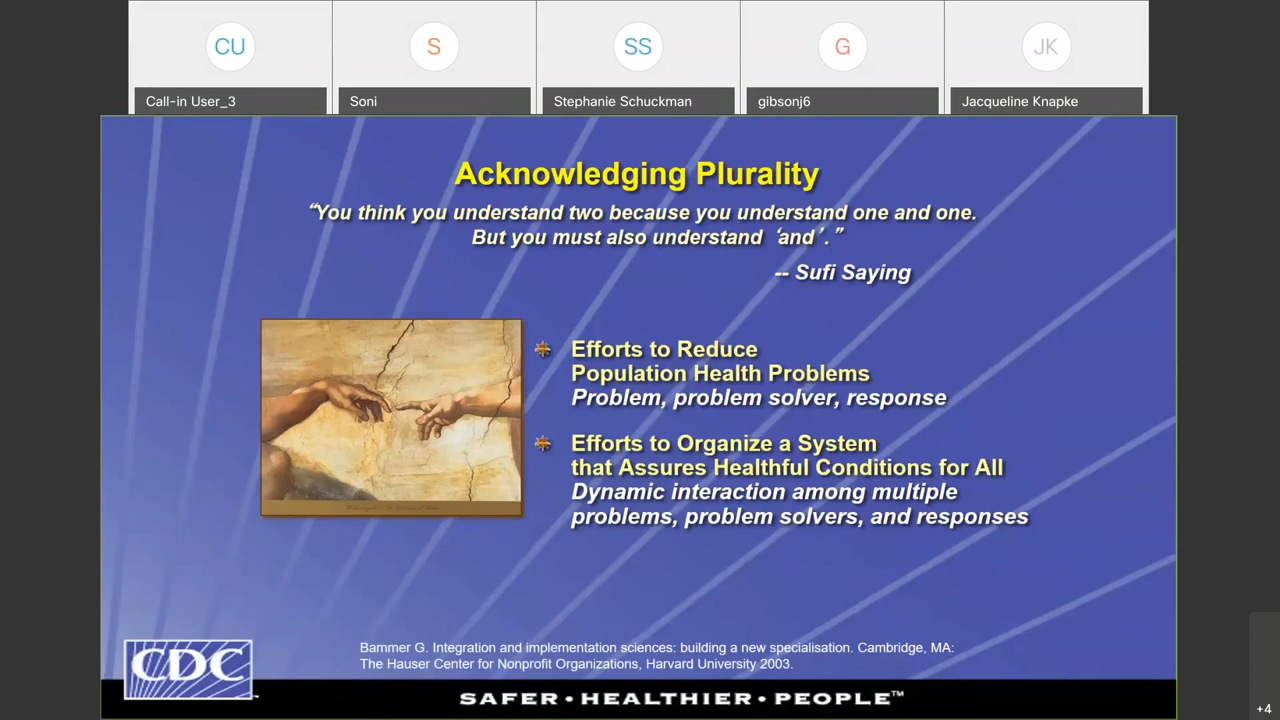 CU
S
SS
G
JK
Call-in User_3
Soni
Stephanie Schuckman
gibsonj6
Jacqueline Knapke
Acknowledging Plurality
“You think you understand two because you understand one and one.
But you must also understand ‘and’.”
-- Sufi Saying
Efforts to Reduce
Population Health Problems
Problem, problem solver, response
Efforts to Organize a System
that Assures Healthful Conditions for All
Dynamic interaction among multiple
problems, problem solvers, and responses
Bammer G. Integration and implementation sciences: building a new specialisation. Cambridge, MA:
The Hauser Center for Nonprofit Organizations, Harvard University 2003.
CDC
SAFER•HEALTHIER•PEOPLE™
+4